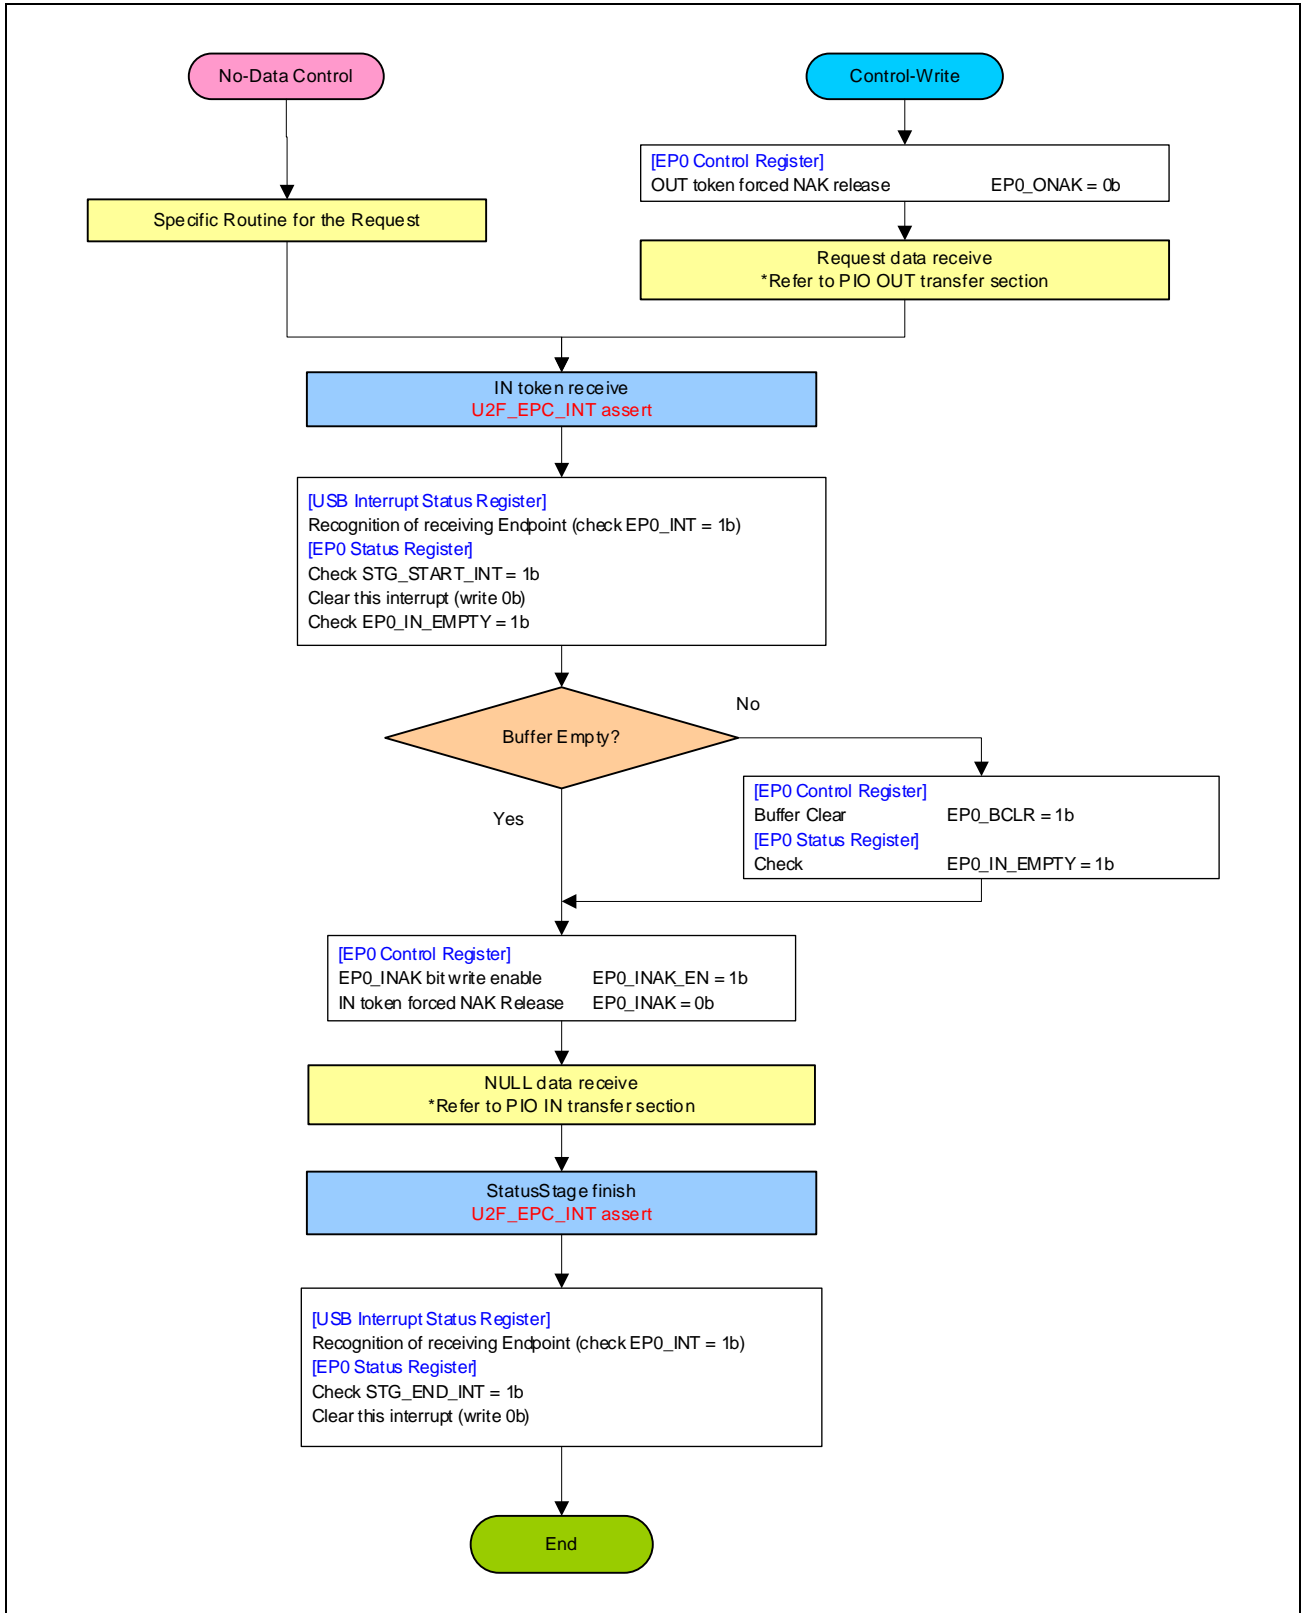 No-Data Control
Control-Write
[EP0 Control Register]
OUT token forced NAK release EP0_ONAK = 0b
Specific Routine for the Request
Request data receive
*Refer to PIO OUT transfer section
IN token receive
U2F_EPC_INT assert
[USB Interrupt Status Register]
Recognition of receiving Endpoint (check EP0_INT = 1b)
[EP0 Status Register]
Check STG_START_INT = 1b
Clear this interrupt (write 0b)
Check EP0_IN_EMPTY = 1b
No
Buffer Empty?
Yes
[EP0 Control Register]
Buffer Clear EP0_BCLR = 1b
[EP0 Status Register]
Check EP0_IN_EMPTY = 1b
[EP0 Control Register]
EP0_INAK bit write enable EP0_INAK_EN = 1b
IN token forced NAK Release EP0_INAK = 0b
NULL data receive
*Refer to PIO IN transfer section
StatusStage finish
U2F_EPC_INT assert
[USB Interrupt Status Register]
Recognition of receiving Endpoint (check EP0_INT = 1b)
[EP0 Status Register]
Check STG_END_INT = 1b
Clear this interrupt (write 0b)
End